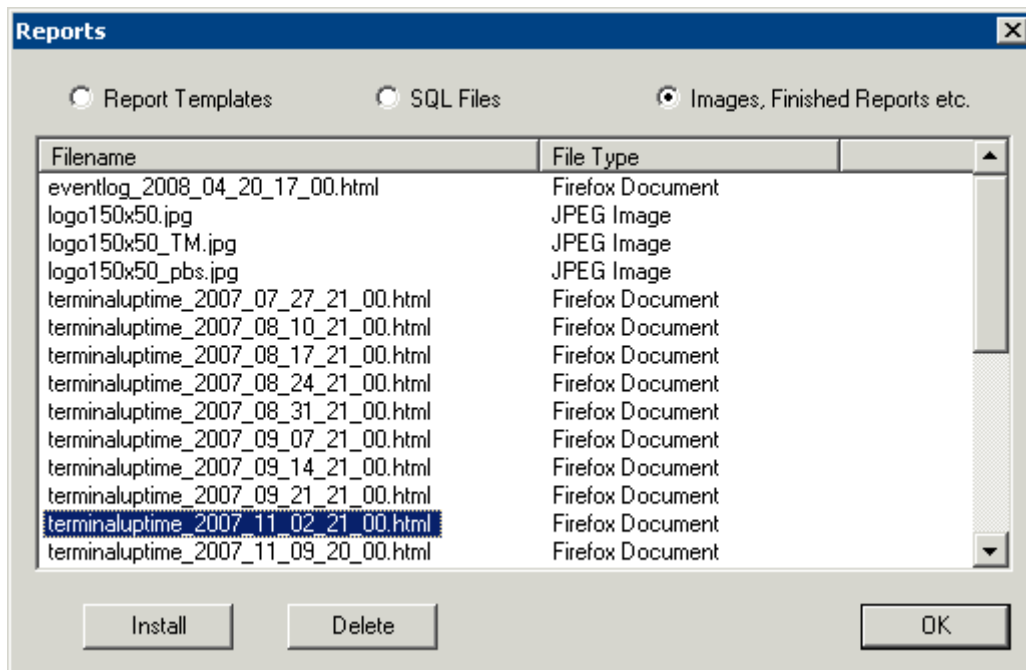 Reports
Report Templates SQL Files Images, Finished Reports etc.
Filename File Type
eventlog_2008_04_20_17_00.html Firefox Document
logo150x50.jpg JPEG Image
logo150x50_TM.jpg JPEG Image
logo150x50_pbs.jpg JPEG Image
terminaluptime_2007_07_27_21_00.html Firefox Document
terminaluptime_2007_08_10_21_00.html Firefox Document
terminaluptime_2007_08_17_21_00.html Firefox Document
terminaluptime_2007_08_24_21_00.html Firefox Document
terminaluptime_2007_08_31_21_00.html Firefox Document
terminaluptime_2007_09_07_21_00.html Firefox Document
terminaluptime_2007_09_14_21_00.html Firefox Document
terminaluptime_2007_09_21_21_00.html Firefox Document
terminaluptime_2007_11_02_21_00.html Firefox Document
terminaluptime_2007_11_09_20_00.html Firefox Document
Install Delete OK